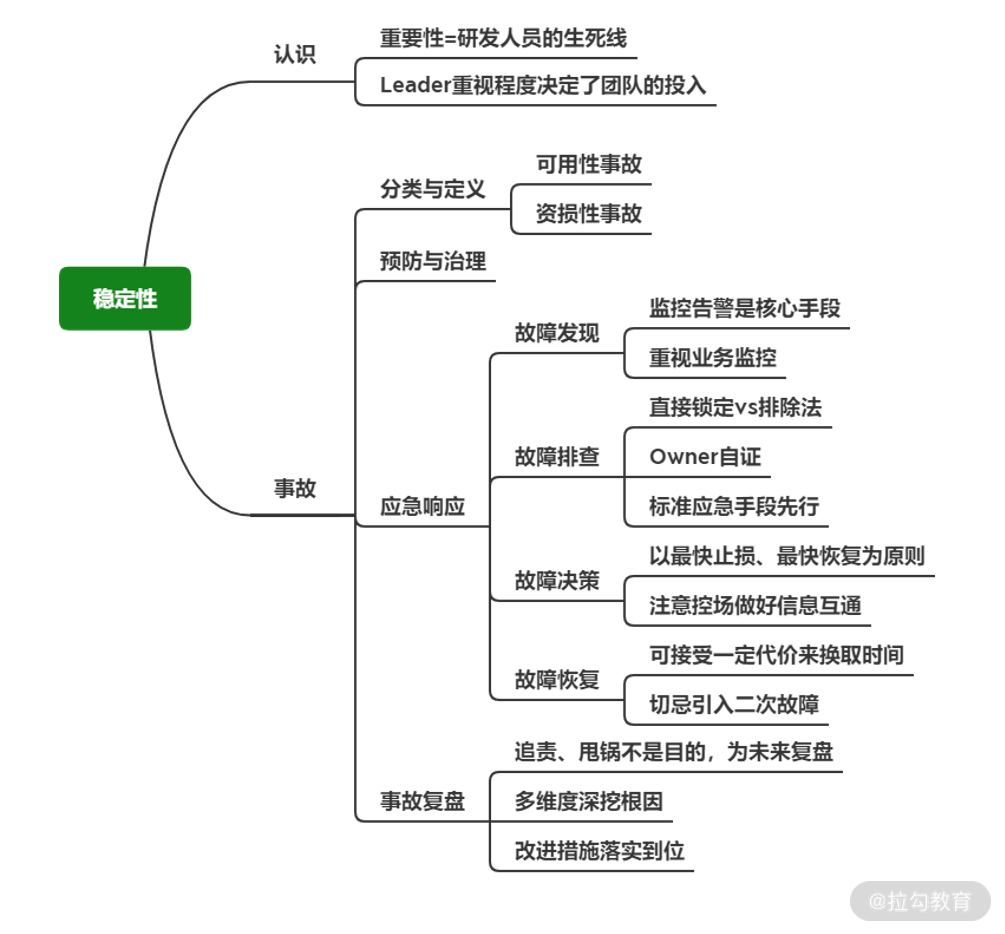 认识
重要性=研发人员的生死线
Leader重视程度决定了团队的投入
稳定性
事故
分类与定义
可用性事故
资损性事故
预防与治理
应急响应
故障发现
监控告警是核心手段
重视业务监控
故障排查
直接锁定vs排除法
Owner自证
标准应急手段先行
故障决策
以最快止损、最快恢复为原则
注意控场做好信息互通
故障恢复
可接受一定代价来换取时间
切忌引入二次故障
事故复盘
追责、甩锅不是目的，为未来复盘
多维度深挖根因
改进措施落实到位
@拉勾教育